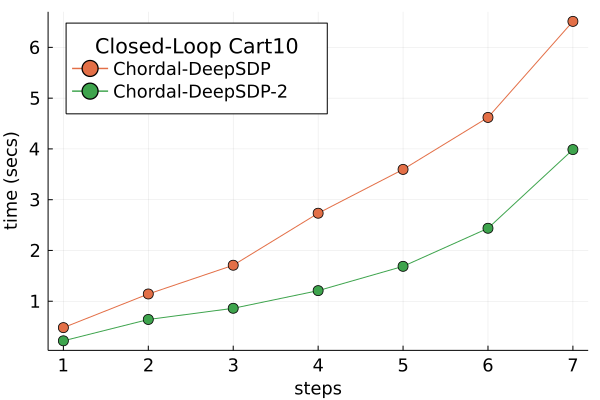 Closed-Loop Cart10
Chordal-DeepSDP
Chordal-DeepSDP-2
time (secs)
6
5
4
3
2
1
1 2 3 4 5 6 7
steps